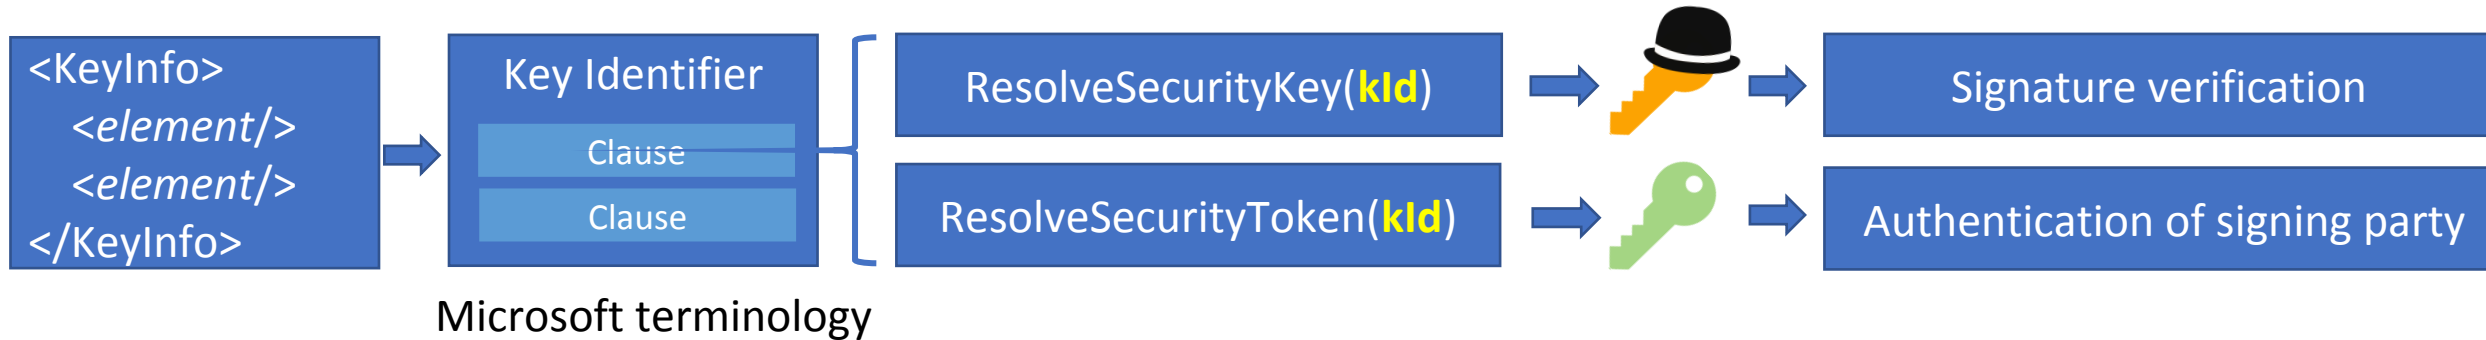 <KeyInfo>
<element/>
<element/>
</KeyInfo>
Key Identifier
Clause
Clause
Microsoft terminology
ResolveSecurityKey(kId)
ResolveSecurityToken(kId)
Signature verification
Authentication of signing party